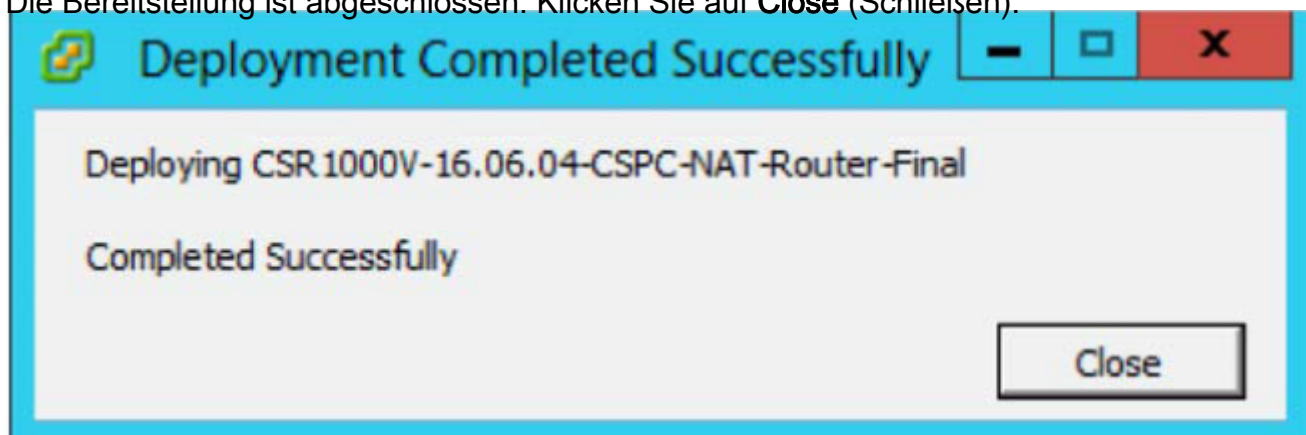 Die Bereitstellung ist abgeschlossen. Klicken Sie auf Close (Schließen).
Deployment Completed Successfully
Deploying CSR1000V-16.06.04-CSPC-NAT-Router-Final
Completed Successfully
Close